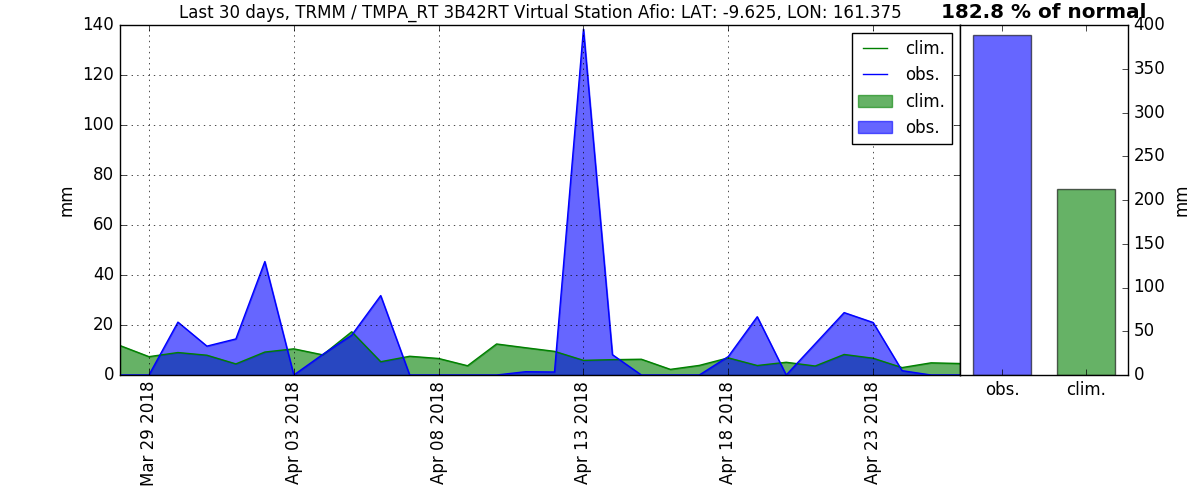 Last 30 days, TRMM / TMPA_RT 3B42RT Virtual Station Afio: LAT: -9.625, LON: 161.375
182.8 % of normal
140
120
100
80
60
40
20
0
mm
clim.
obs.
clim.
obs.
Mar 29 2018
Apr 03 2018
Apr 08 2018
Apr 13 2018
Apr 18 2018
Apr 23 2018
400
350
300
250
200
150
100
50
0
mm
obs.
clim.